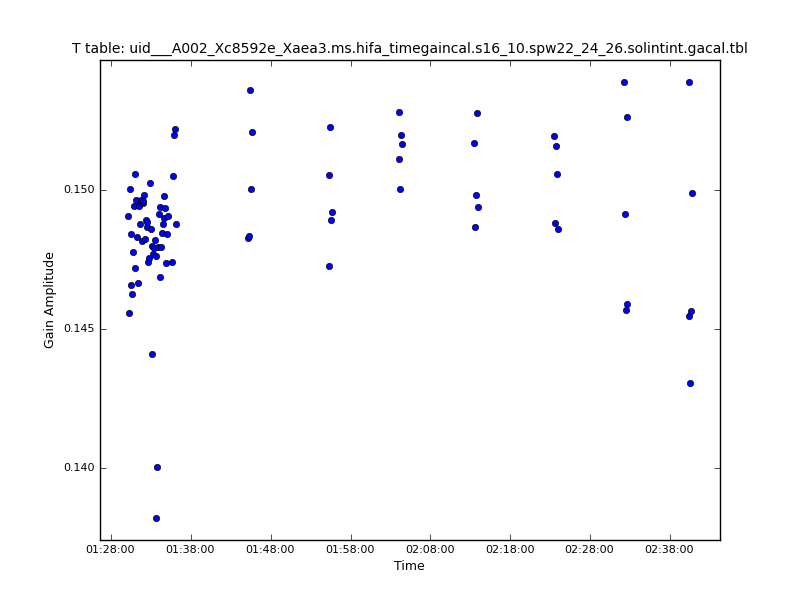 T table: uid___A002_Xc8592e_Xaea3.ms.hifa_timegaincal.s16_10.spw22_24_26.solintint.gacal.tbl
0.150
0.145
0.140
Gain Amplitude
01:28:00 01:38:00 01:48:00 01:58:00 02:08:00 02:18:00 02:28:00 02:38:00
Time